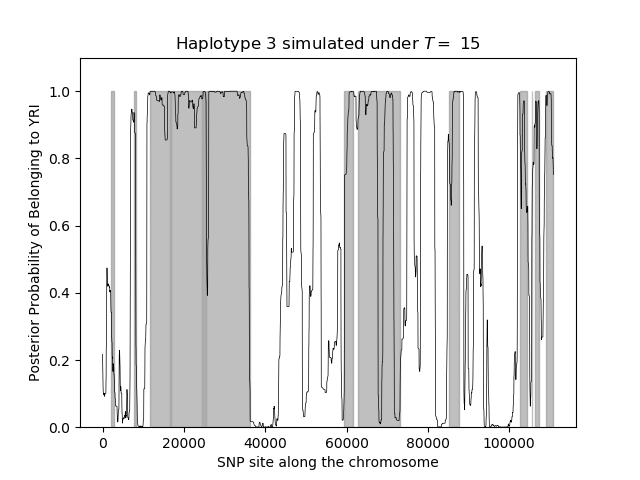 Haplotype 3 simulated under T = 15
Posterior Probability of Belonging to YRI
1.0
0.8
0.6
0.4
0.2
0.0
0 20000 40000 60000 80000 100000
SNP site along the chromosome